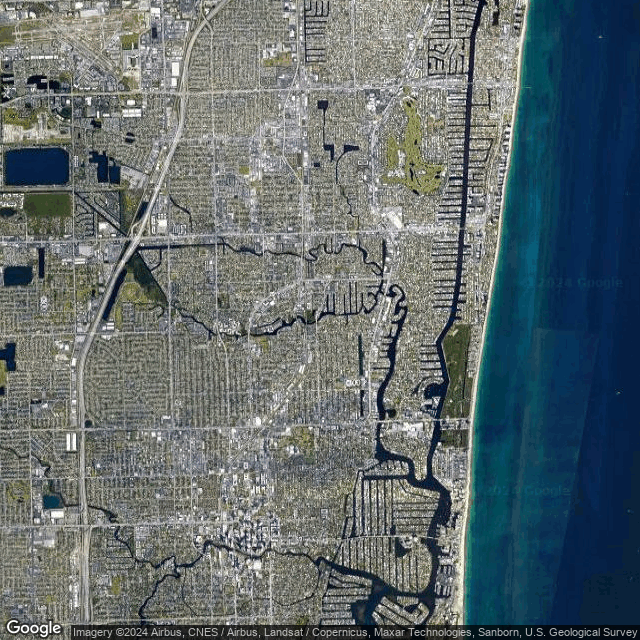 © 2024 Google
2024 Google
Google
Imagery ©2024 Airbus, CNES / Airbus, Landsat / Copernicus, Maxar Technologies, Sanborn, U.S. Geological Survey